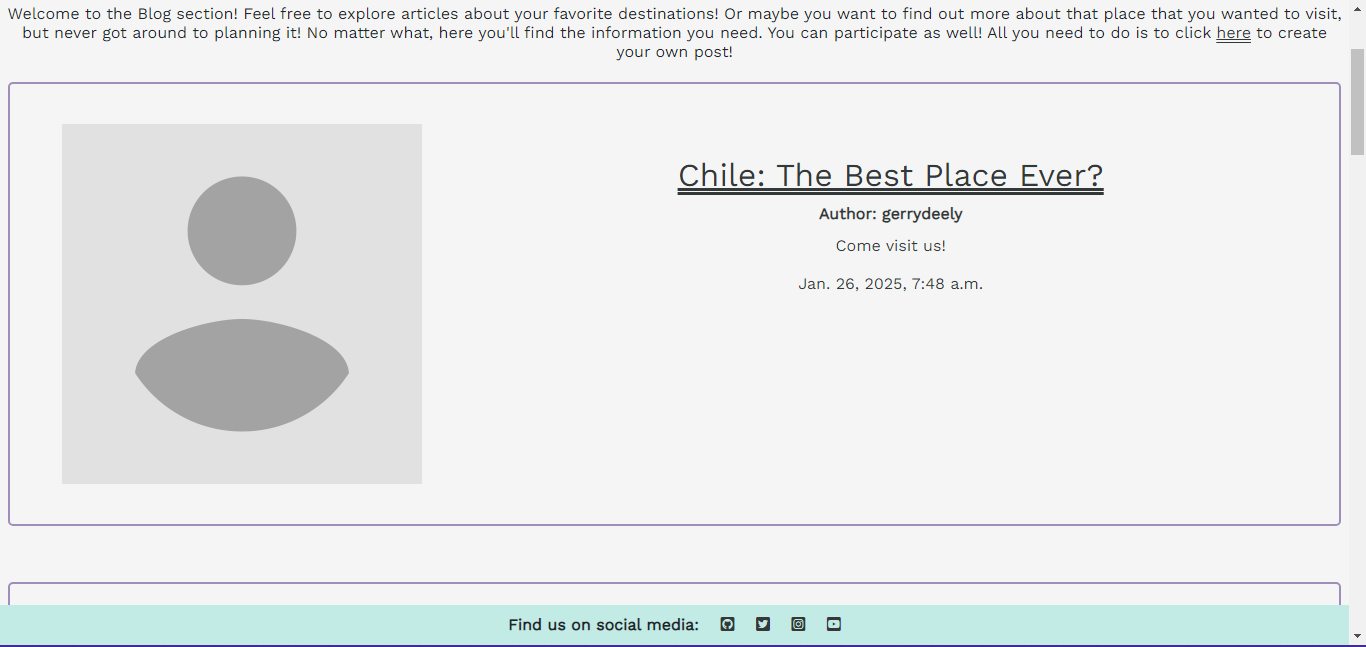 Welcome to the Blog section! Feel free to explore articles about your favorite destinations! Or maybe you want to find out more about that place that you wanted to visit,
but never got around to planning it! No matter what, here you'll find the information you need. You can participate as well! All you need to do is to click here to create
your own post!
Chile: The Best Place Ever?
Author: gerrydeely
Come visit us!
Jan. 26, 2025, 7:48 a.m.
Find us on social media: